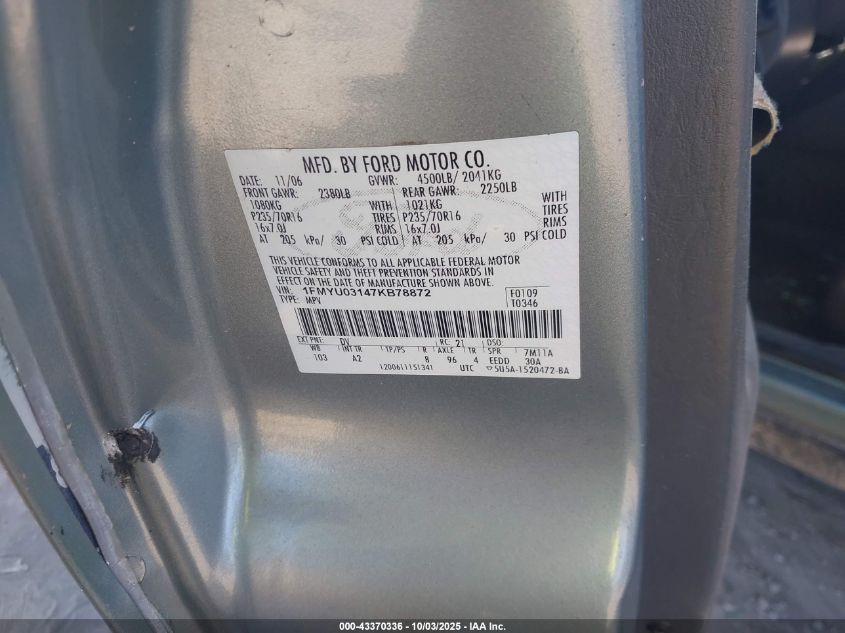 MFD. BY FORD MOTOR CO.
DATE: 11/06 GVWR: 4500LB/ 2041KG
FRONT GAWR: 2380LB REAR GAWR: 2250LB
1080KG WITH 1021KG WITH
P235/70R16 TIRES P235/70R16 TIRES
16x7.0J RIMS 16x7.0J RIMS
AT 205 kPa/ 30 PSI COLD AT 205 kPa/ 30 PSI COLD
THIS VEHICLE CONFORMS TO ALL APPLICABLE FEDERAL MOTOR
VEHICLE SAFETY AND THEFT PREVENTION STANDARDS IN
EFFECT ON THE DATE OF MANUFACTURE SHOWN ABOVE.
VIN: 1FMYU03147KB78872 F0109
TYPE: MPV T0346
EXT PNT: DV RC: 21 DSO:
WB INT TR TP/PS R AXLE TR SPR 7M11A
103 A2 8 96 4 EEDD 30A
1200611151341 UTC 5U5A-1520472-BA
000-43370336 - 10/03/2025 - IAA Inc.